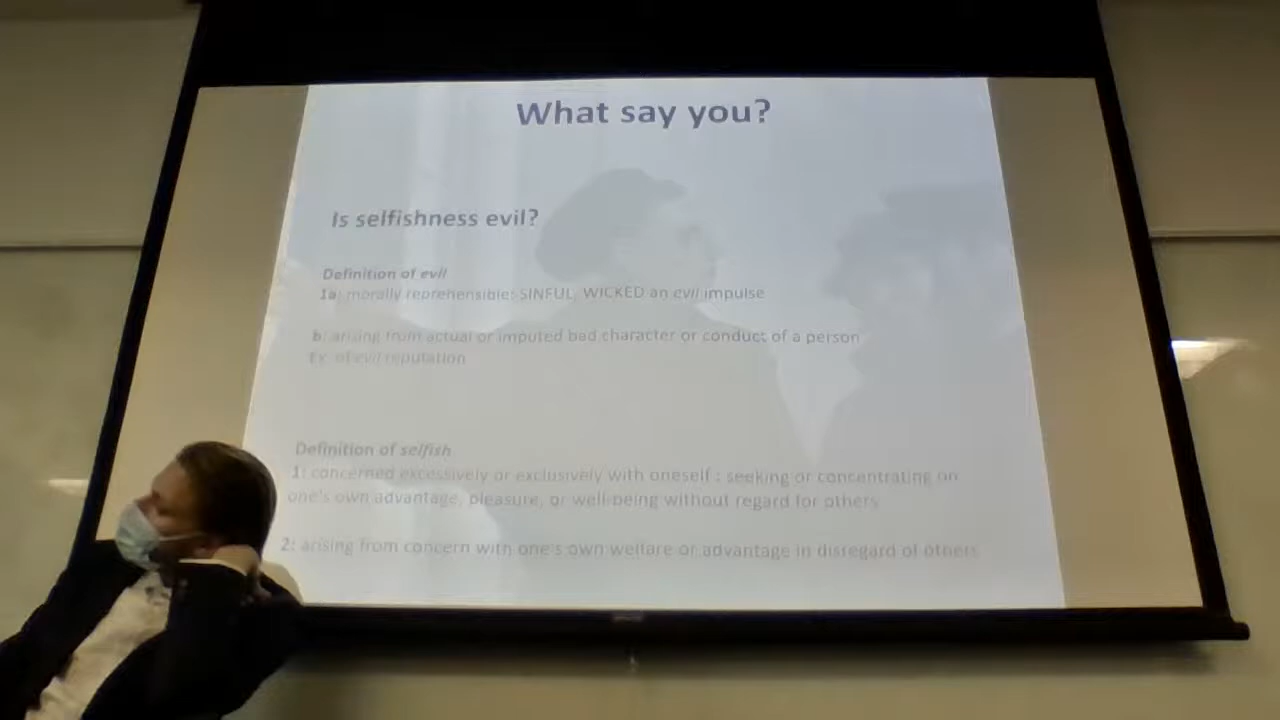 What say you?
Is selfishness evil?
Definition of evil
1a: morally reprehensible: SINFUL, WICKED an evil impulse
b: arising from actual or imputed bad character or conduct of a person
Ex. of evil reputation
Definition of selfish
1: concerned excessively or exclusively with oneself : seeking or concentrating on
one's own advantage, pleasure, or well-being without regard for others
2: arising from concern with one's own welfare or advantage in disregard of others